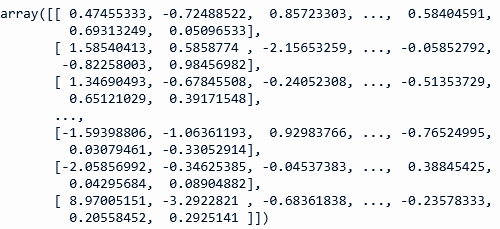 array([[ 0.47455333, -0.72488522,  0.85723303, ...,  0.58404591,
         0.69313249,  0.05096533],
       [ 1.58540413,  0.5858774 , -2.15653259, ..., -0.05852792,
        -0.82258003,  0.98456982],
       [ 1.34690493, -0.67845508, -0.24052308, ..., -0.51353729,
         0.65121029,  0.39171548],
       ...,
       [-1.59398806, -1.06361193,  0.92983766, ..., -0.76524995,
         0.03079461, -0.33052914],
       [-2.05856992, -0.34625385, -0.04537383, ...,  0.38845425,
         0.04295684,  0.08904882],
       [ 8.97005151, -3.2922821 , -0.68361838, ..., -0.23578333,
         0.20558452,  0.2925141 ]])